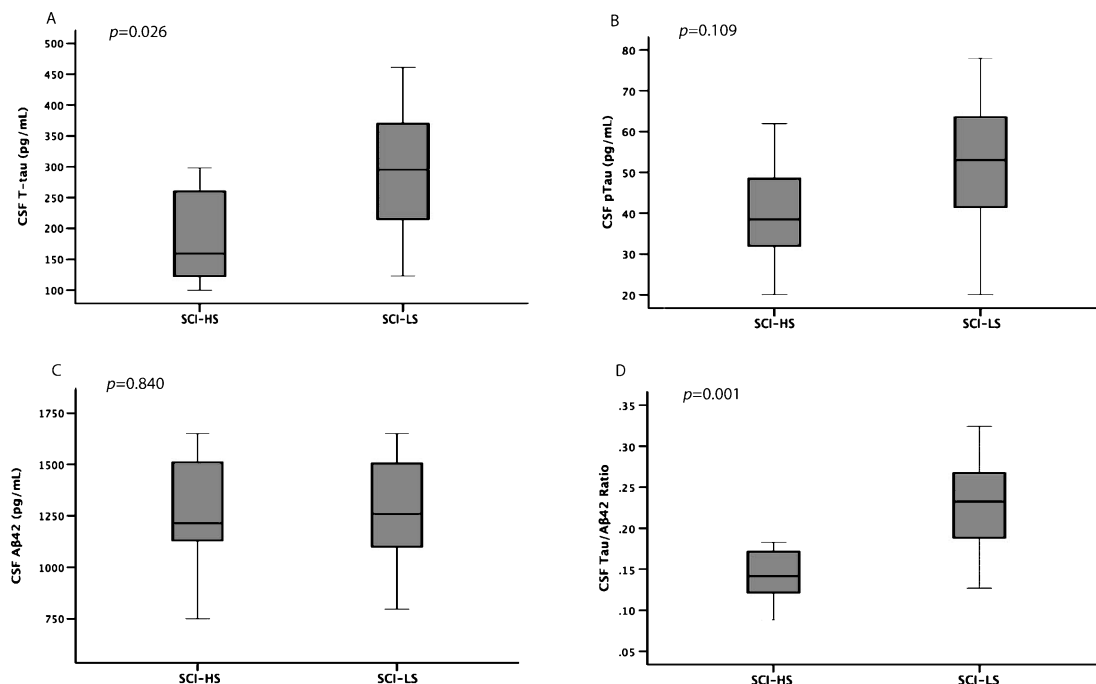 A
p=0.026
CSF T-tau (pg/mL)
500
450
400
350
300
250
200
150
100
SCI-HS
SCI-LS
B
p=0.109
CSF pTau (pg/mL)
80
70
60
50
40
30
20
SCI-HS
SCI-LS
C
p=0.840
CSF Aβ42 (pg/mL)
1750
1500
1250
1000
750
SCI-HS
SCI-LS
D
p=0.001
CSF Tau/Aβ42 Ratio
.35
.30
.25
.20
.15
.10
.05
SCI-HS
SCI-LS